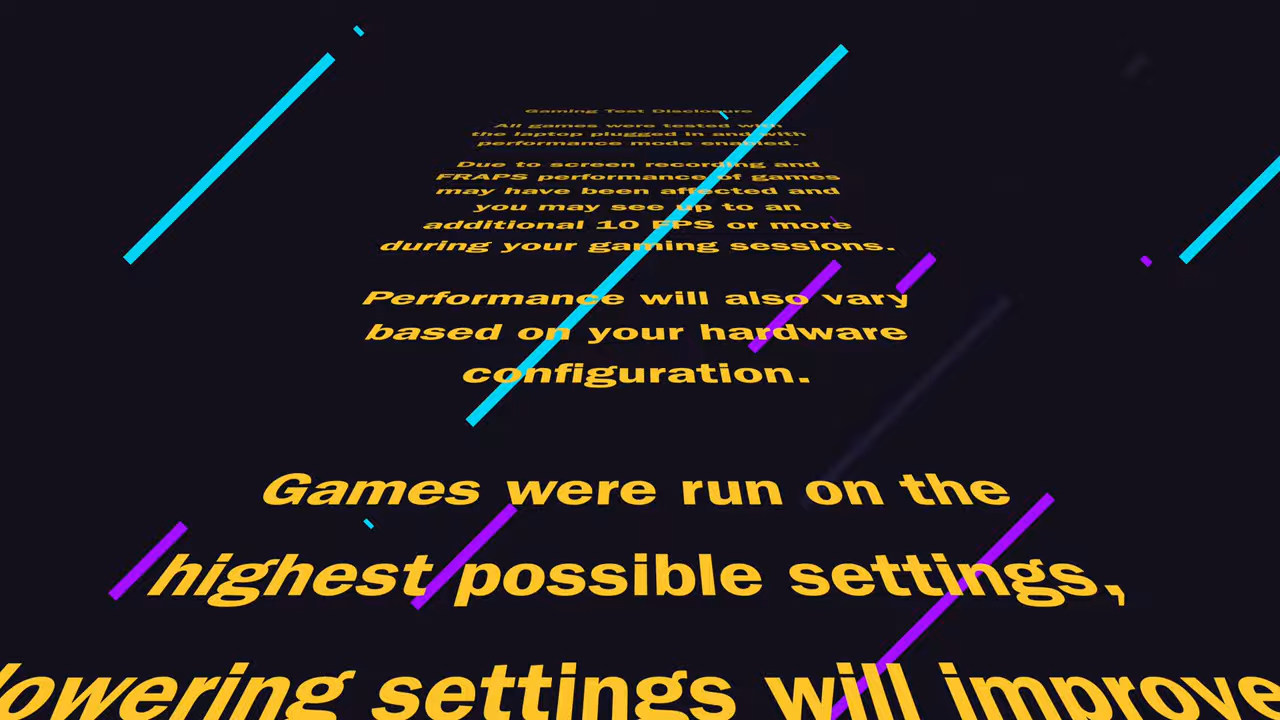 Gaming Test Disclosure
All games were tested with
the laptop plugged in and with
performance mode enabled.
Due to screen recording and
FRAPS performance of games
may have been affected and
you may see up to an
additional 10 FPS or more
during your gaming sessions.
Performance will also vary
based on your hardware
configuration.
Games were run on the
highest possible settings,
lowering settings will improve